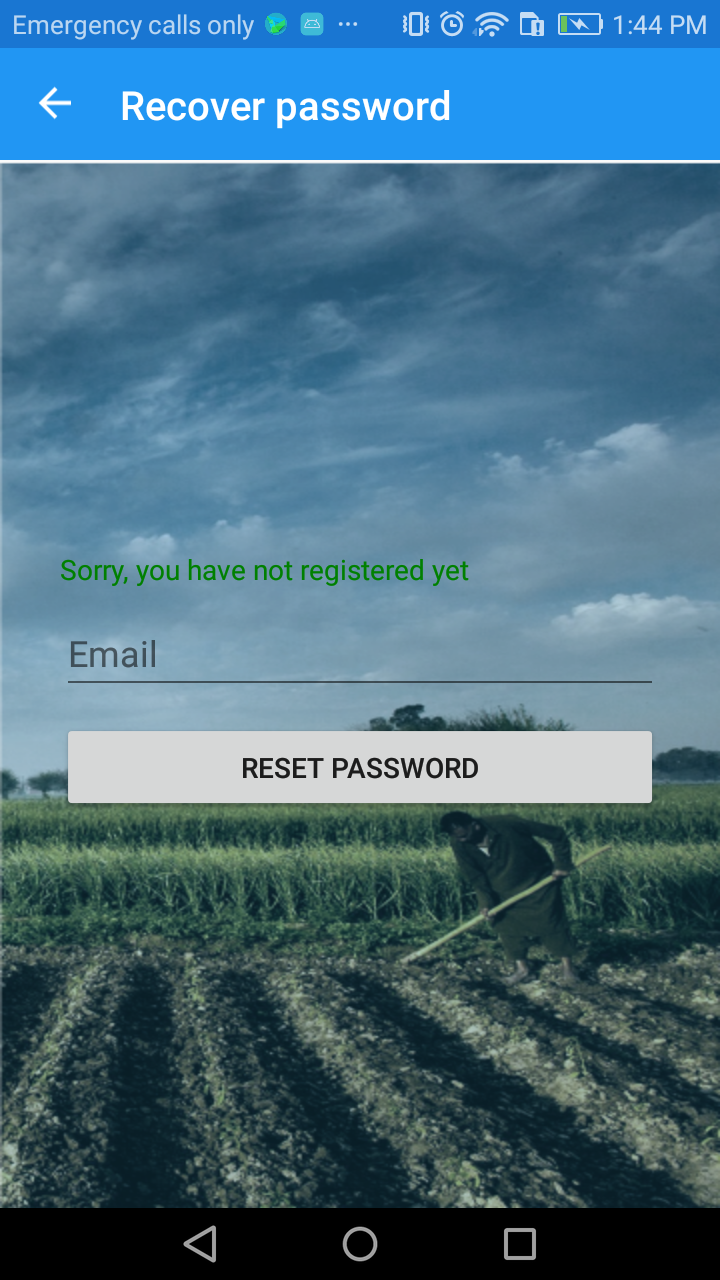 Emergency calls only ... 1:44 PM
Recover password
Sorry, you have not registered yet
Email
RESET PASSWORD